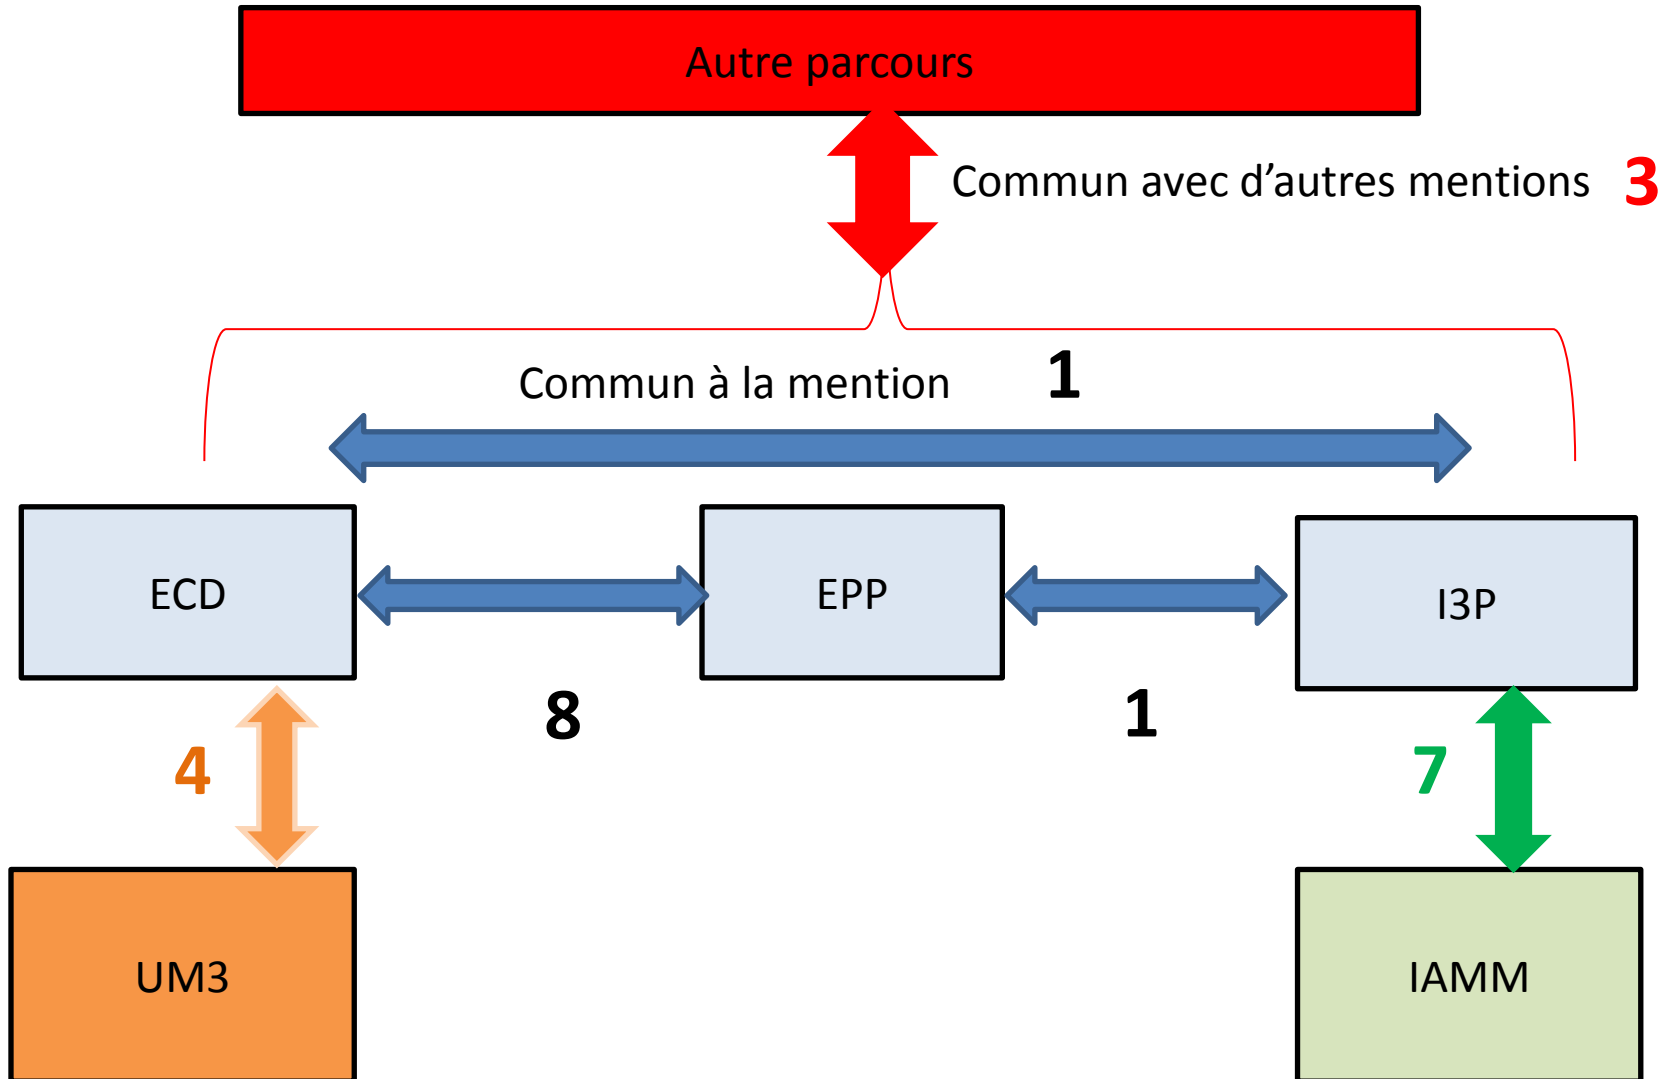 Autre parcours
Commun avec d’autres mentions 3
Commun à la mention 1
ECD
EPP
I3P
8
1
4
7
UM3
IAMM